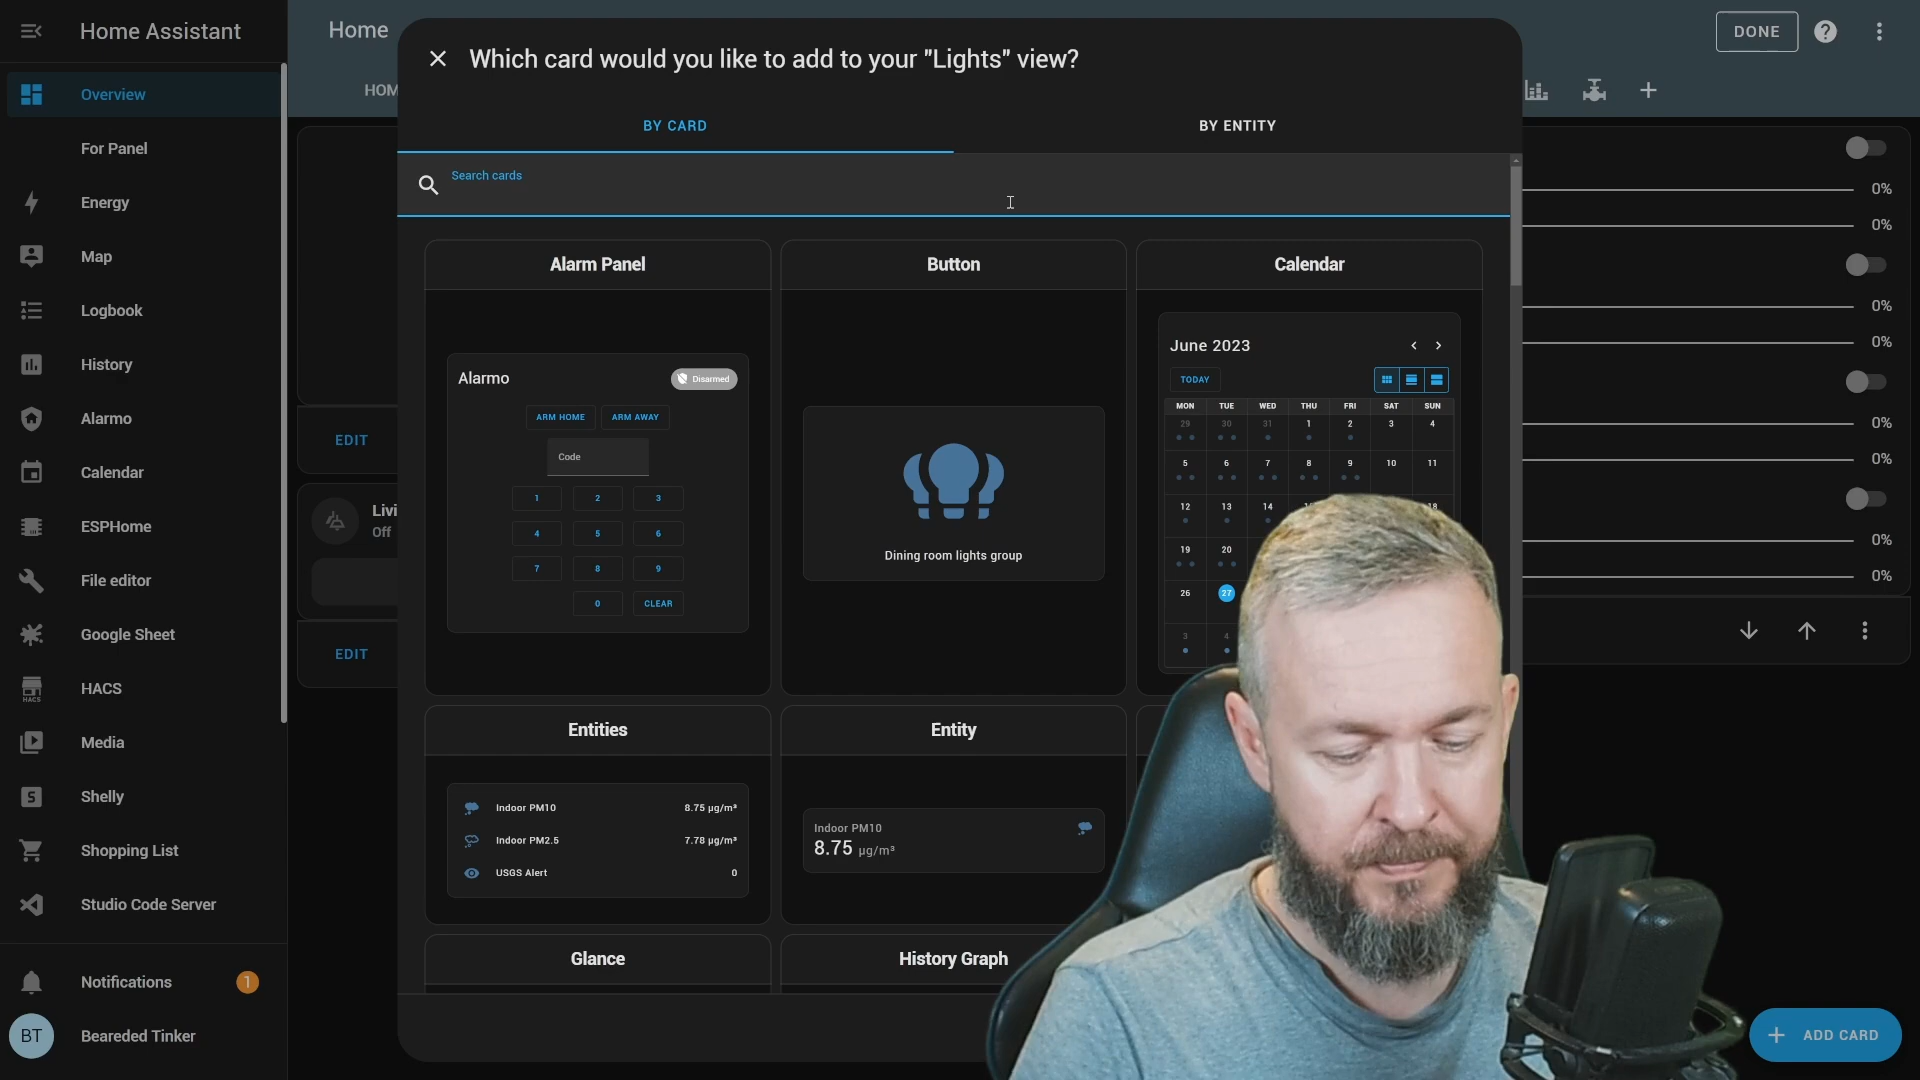 Home Assistant
Overview
For Panel
Energy
Map
Logbook
History
Alarmo
Calendar
ESPHome
File editor
Google Sheet
HACS
HACS
Media
S
Shelly
Shopping List
Studio Code Server
Notifications
1
BT
Bearded Tinker
Home
DONE
?
HOM
Which card would you like to add to your "Lights" view?
BY CARD
BY ENTITY
Search cards
Alarm Panel
Alarmo
Disarmed
ARM HOME
ARM AWAY
Code
1 2 3
4 5 6
7 8 9
0 CLEAR
Button
Dining room lights group
Calendar
June 2023
TODAY
MON TUE WED THU FRI SAT SUN
29 30 31 1 2 3 4
5 6 7 8 9 10 11
12 13 14 18
19 20
26 27
3 4
Entities
Indoor PM10 8.75 µg/m³
Indoor PM2.5 7.78 µg/m³
USGS Alert 0
Entity
Indoor PM10
8.75 µg/m³
Glance
History Graph
EDIT
Livi
Off
EDIT
0%
0%
0%
0%
0%
0%
0%
0%
ADD CARD